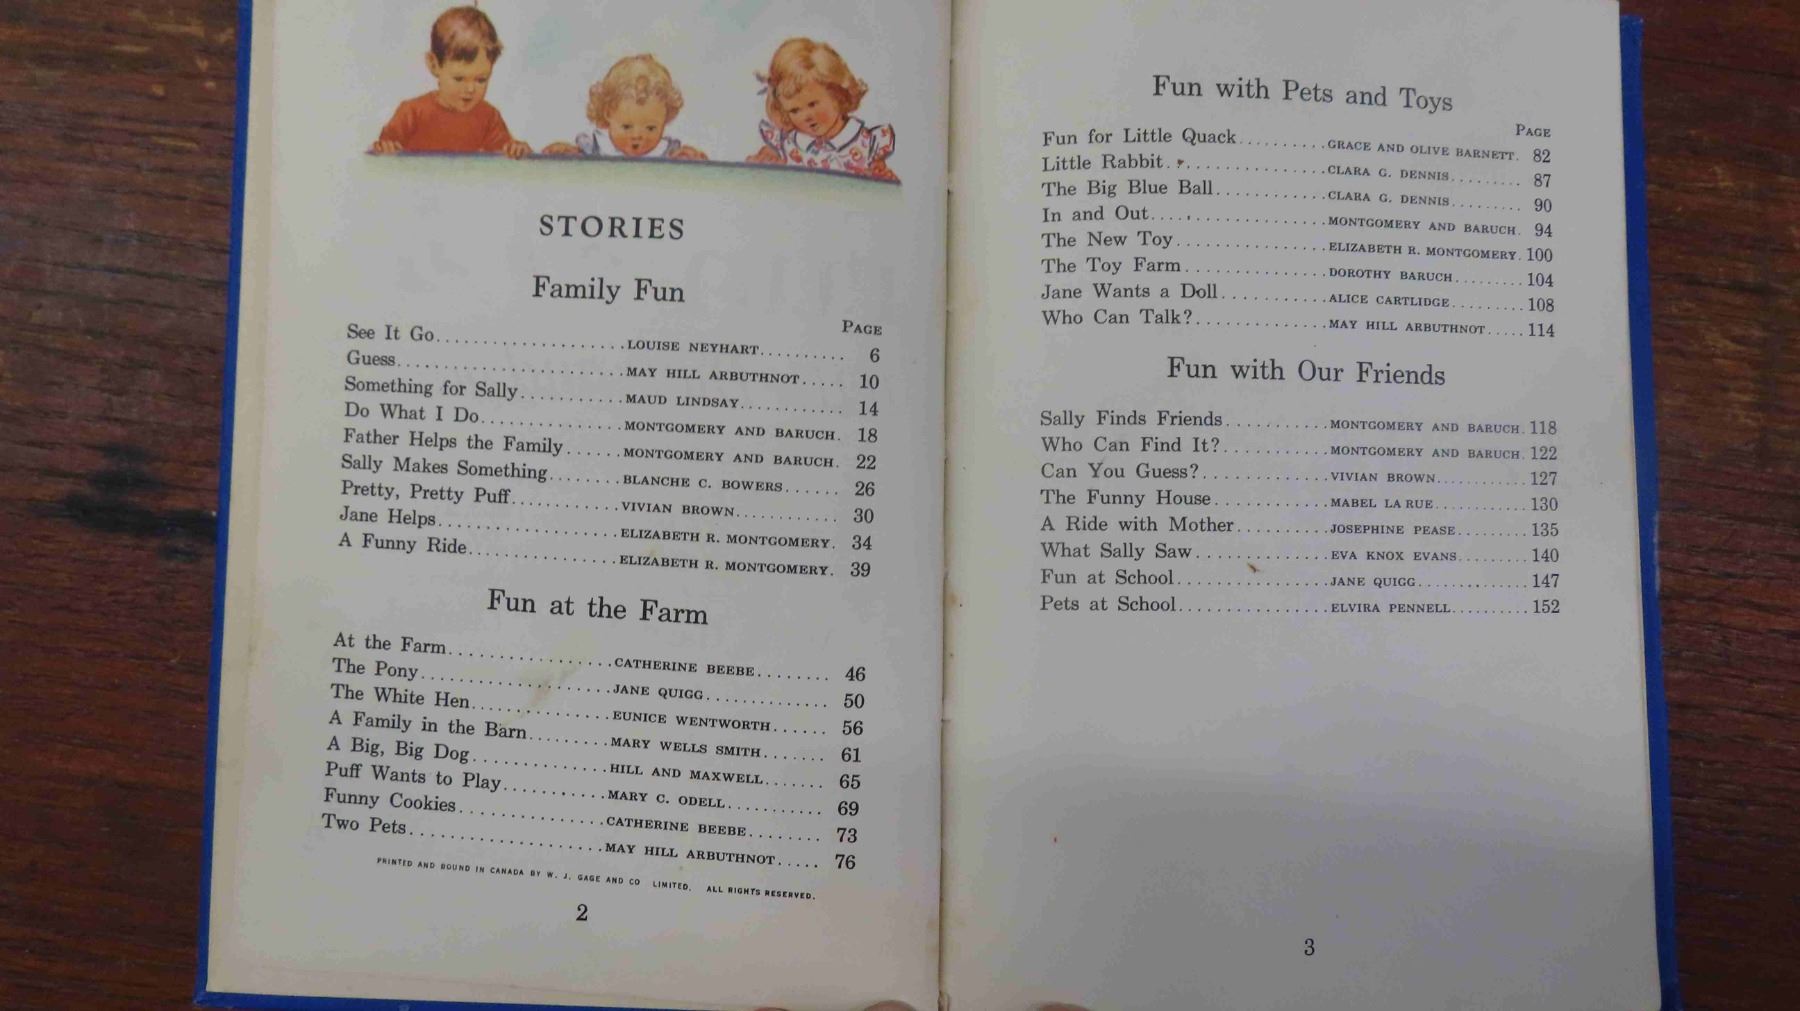 STORIES
Family Fun
PAGE
See It Go....................LOUISE NEYHART.......... 6
Guess........................MAY HILL ARBUTHNOT..... 10
Something for Sally..........MAUD LINDSAY............ 14
Do What I Do.................MONTGOMERY AND BARUCH. 18
Father Helps the Family......MONTGOMERY AND BARUCH. 22
Sally Makes Something........BLANCHE C. BOWERS...... 26
Pretty, Pretty Puff..........VIVIAN BROWN............ 30
Jane Helps...................ELIZABETH R. MONTGOMERY. 34
A Funny Ride.................ELIZABETH R. MONTGOMERY. 39
Fun at the Farm
At the Farm..................CATHERINE BEEBE........ 46
The Pony.....................JANE QUIGG............. 50
The White Hen................EUNICE WENTWORTH...... 56
A Family in the Barn.........MARY WELLS SMITH....... 61
A Big, Big Dog...............HILL AND MAXWELL....... 65
Puff Wants to Play...........MARY C. ODELL.......... 69
Funny Cookies................CATHERINE BEEBE........ 73
Two Pets.....................MAY HILL ARBUTHNOT..... 76
PRINTED AND BOUND IN CANADA BY W. J. GAGE AND CO LIMITED. ALL RIGHTS RESERVED.
2
Fun with Pets and Toys
PAGE
Fun for Little Quack..........GRACE AND OLIVE BARNETT. 82
Little Rabbit................CLARA G. DENNIS........ 87
The Big Blue Ball............CLARA G. DENNIS........ 90
In and Out...................MONTGOMERY AND BARUCH. 94
The New Toy..................ELIZABETH R. MONTGOMERY. 100
The Toy Farm.................DOROTHY BARUCH........ 104
Jane Wants a Doll............ALICE CARTLIDGE........ 108
Who Can Talk?................MAY HILL ARBUTHNOT..... 114
Fun with Our Friends
Sally Finds Friends..........MONTGOMERY AND BARUCH. 118
Who Can Find It?.............MONTGOMERY AND BARUCH. 122
Can You Guess?...............VIVIAN BROWN........... 127
The Funny House..............MABEL LA RUE........... 130
A Ride with Mother...........JOSEPHINE PEASE........ 135
What Sally Saw...............EVA KNOX EVANS........ 140
Fun at School................JANE QUIGG............. 147
Pets at School...............ELVIRA PENNELL......... 152
3